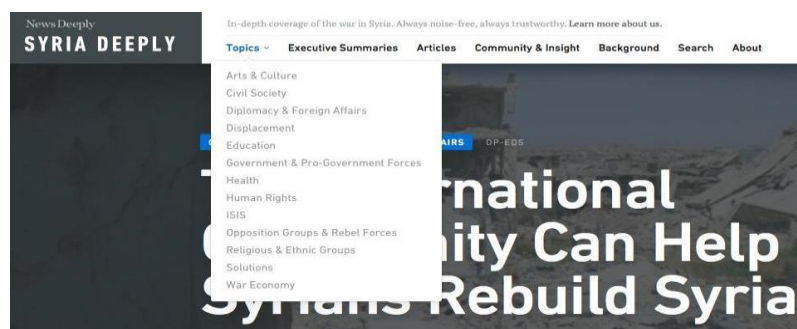 News Deeply
SYRIA DEEPLY
In-depth coverage of the war in Syria. Always noise-free, always trustworthy. Learn more about us.
Topics Executive Summaries Articles Community & Insight Background Search About
Arts & Culture
Civil Society
Diplomacy & Foreign Affairs
Displacement
Education
Government & Pro-Government Forces
Health
Human Rights
ISIS
Opposition Groups & Rebel Forces
Religious & Ethnic Groups
Solutions
War Economy
OP-EDS
Can Help
Syrians Rebuild Syria